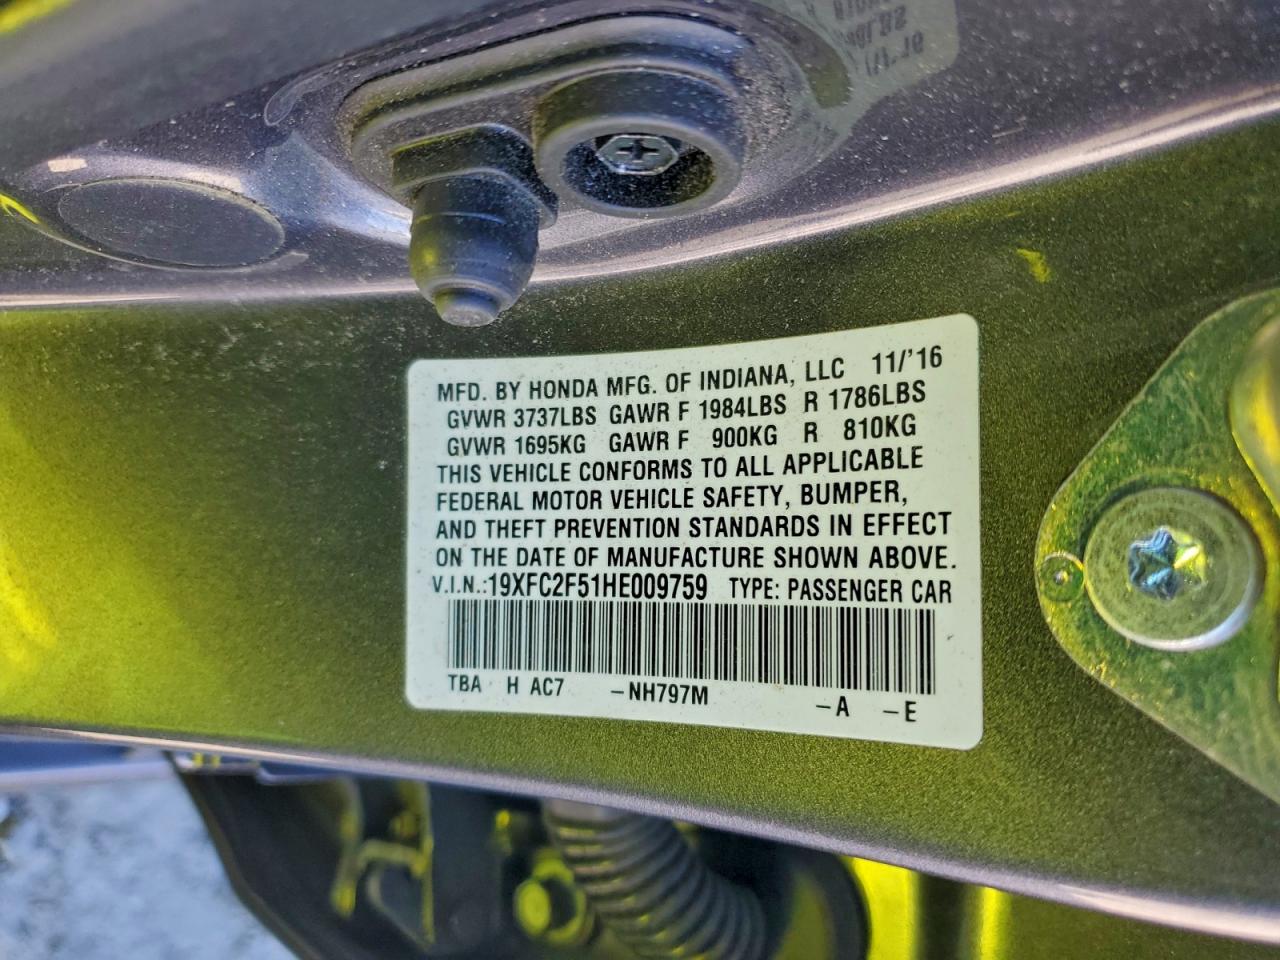 MFD. BY HONDA MFG. OF INDIANA, LLC 11/'16
GVWR 3737LBS GAWR F 1984LBS R 1786LBS
GVWR 1695KG GAWR F 900KG R 810KG
THIS VEHICLE CONFORMS TO ALL APPLICABLE
FEDERAL MOTOR VEHICLE SAFETY, BUMPER,
AND THEFT PREVENTION STANDARDS IN EFFECT
ON THE DATE OF MANUFACTURE SHOWN ABOVE.
V.I.N.:19XFC2F51HE009759 TYPE: PASSENGER CAR
TBA H AC7 -NH797M -A -E